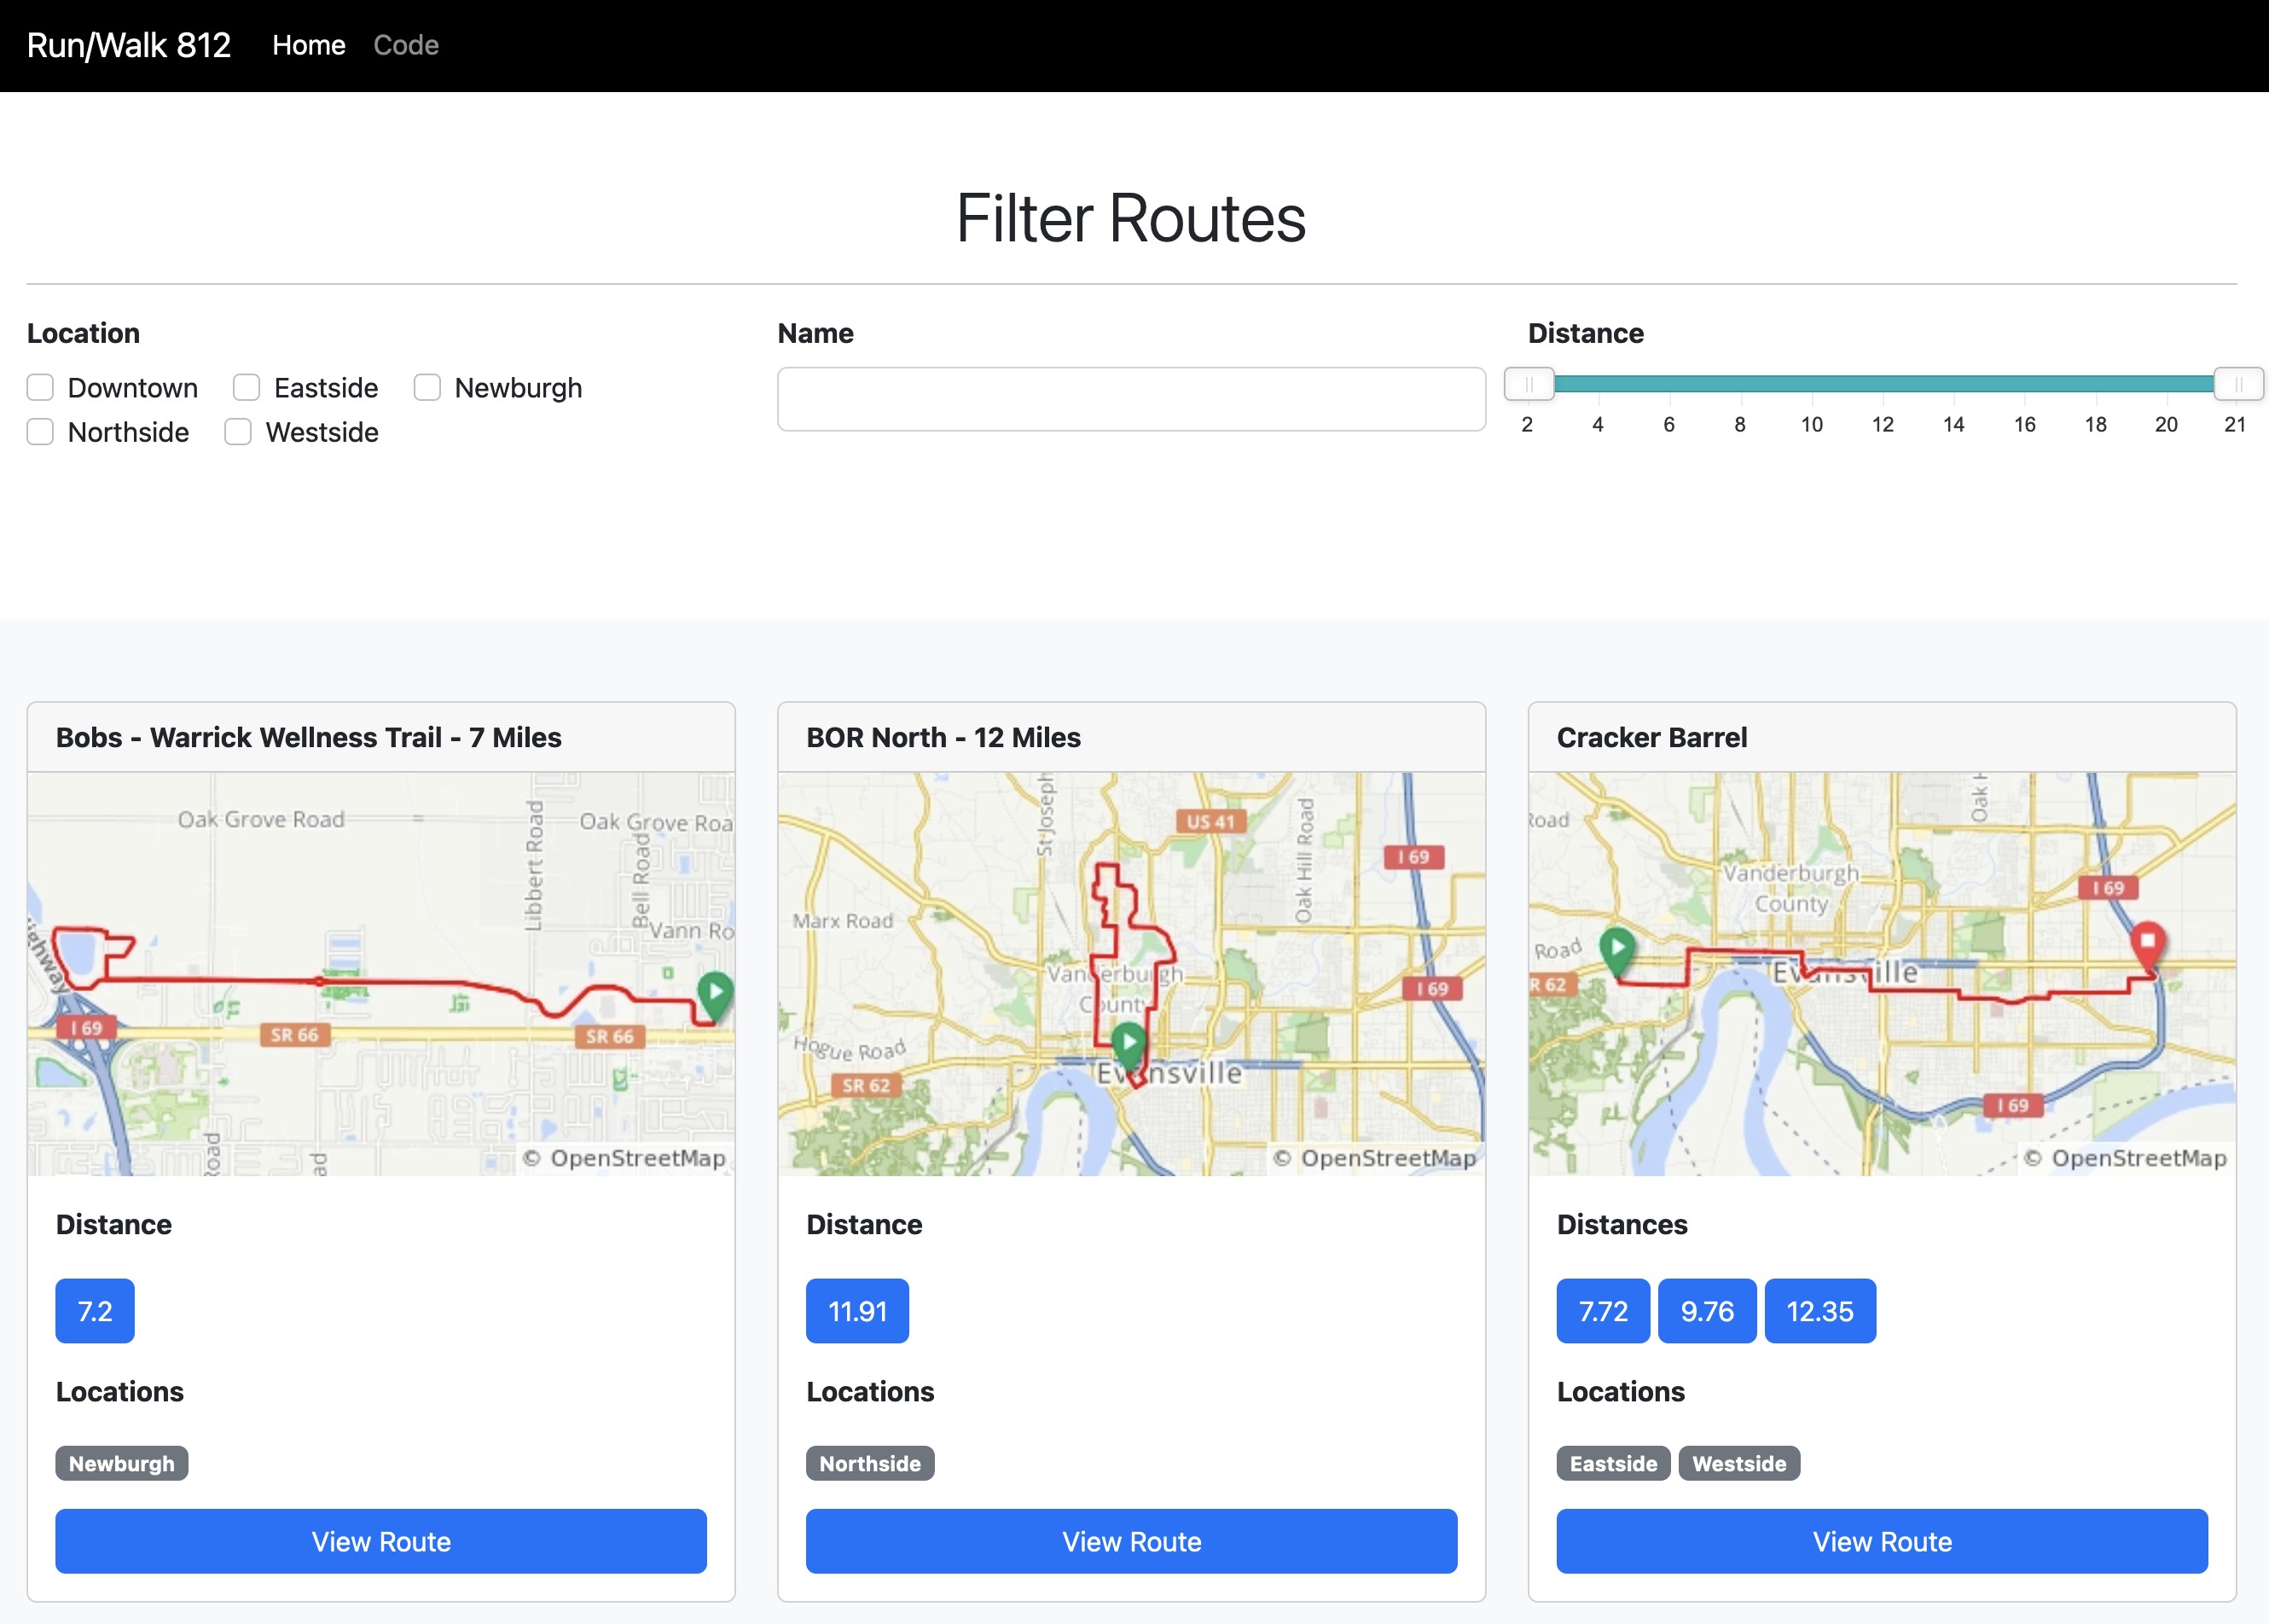 Run/Walk 812 Home Code
Filter Routes
Location
Downtown Eastside Newburgh
Northside Westside
Name
Distance
2 4 6 8 10 12 14 16 18 20 21
Bobs - Warrick Wellness Trail - 7 Miles
Oak Grove Road
Oak Grove Roa
Libbert Road
Bell Road
Vann Ro
ghway
I 69
SR 66
SR 66
Road
ad
© OpenStreetMap
Distance
7.2
Locations
Newburgh
View Route
BOR North - 12 Miles
St Joseph
US 41
Oak Hill Road
I 69
Marx Road
Vanderburgh
County
I 69
Hogue Road
Evansville
SR 62
© OpenStreetMap
Distance
11.91
Locations
Northside
View Route
Cracker Barrel
Road
Oak H
Vanderburgh
County
I 69
Road
Evansville
R 62
I 69
© OpenStreetMap
Distances
7.72 9.76 12.35
Locations
Eastside Westside
View Route